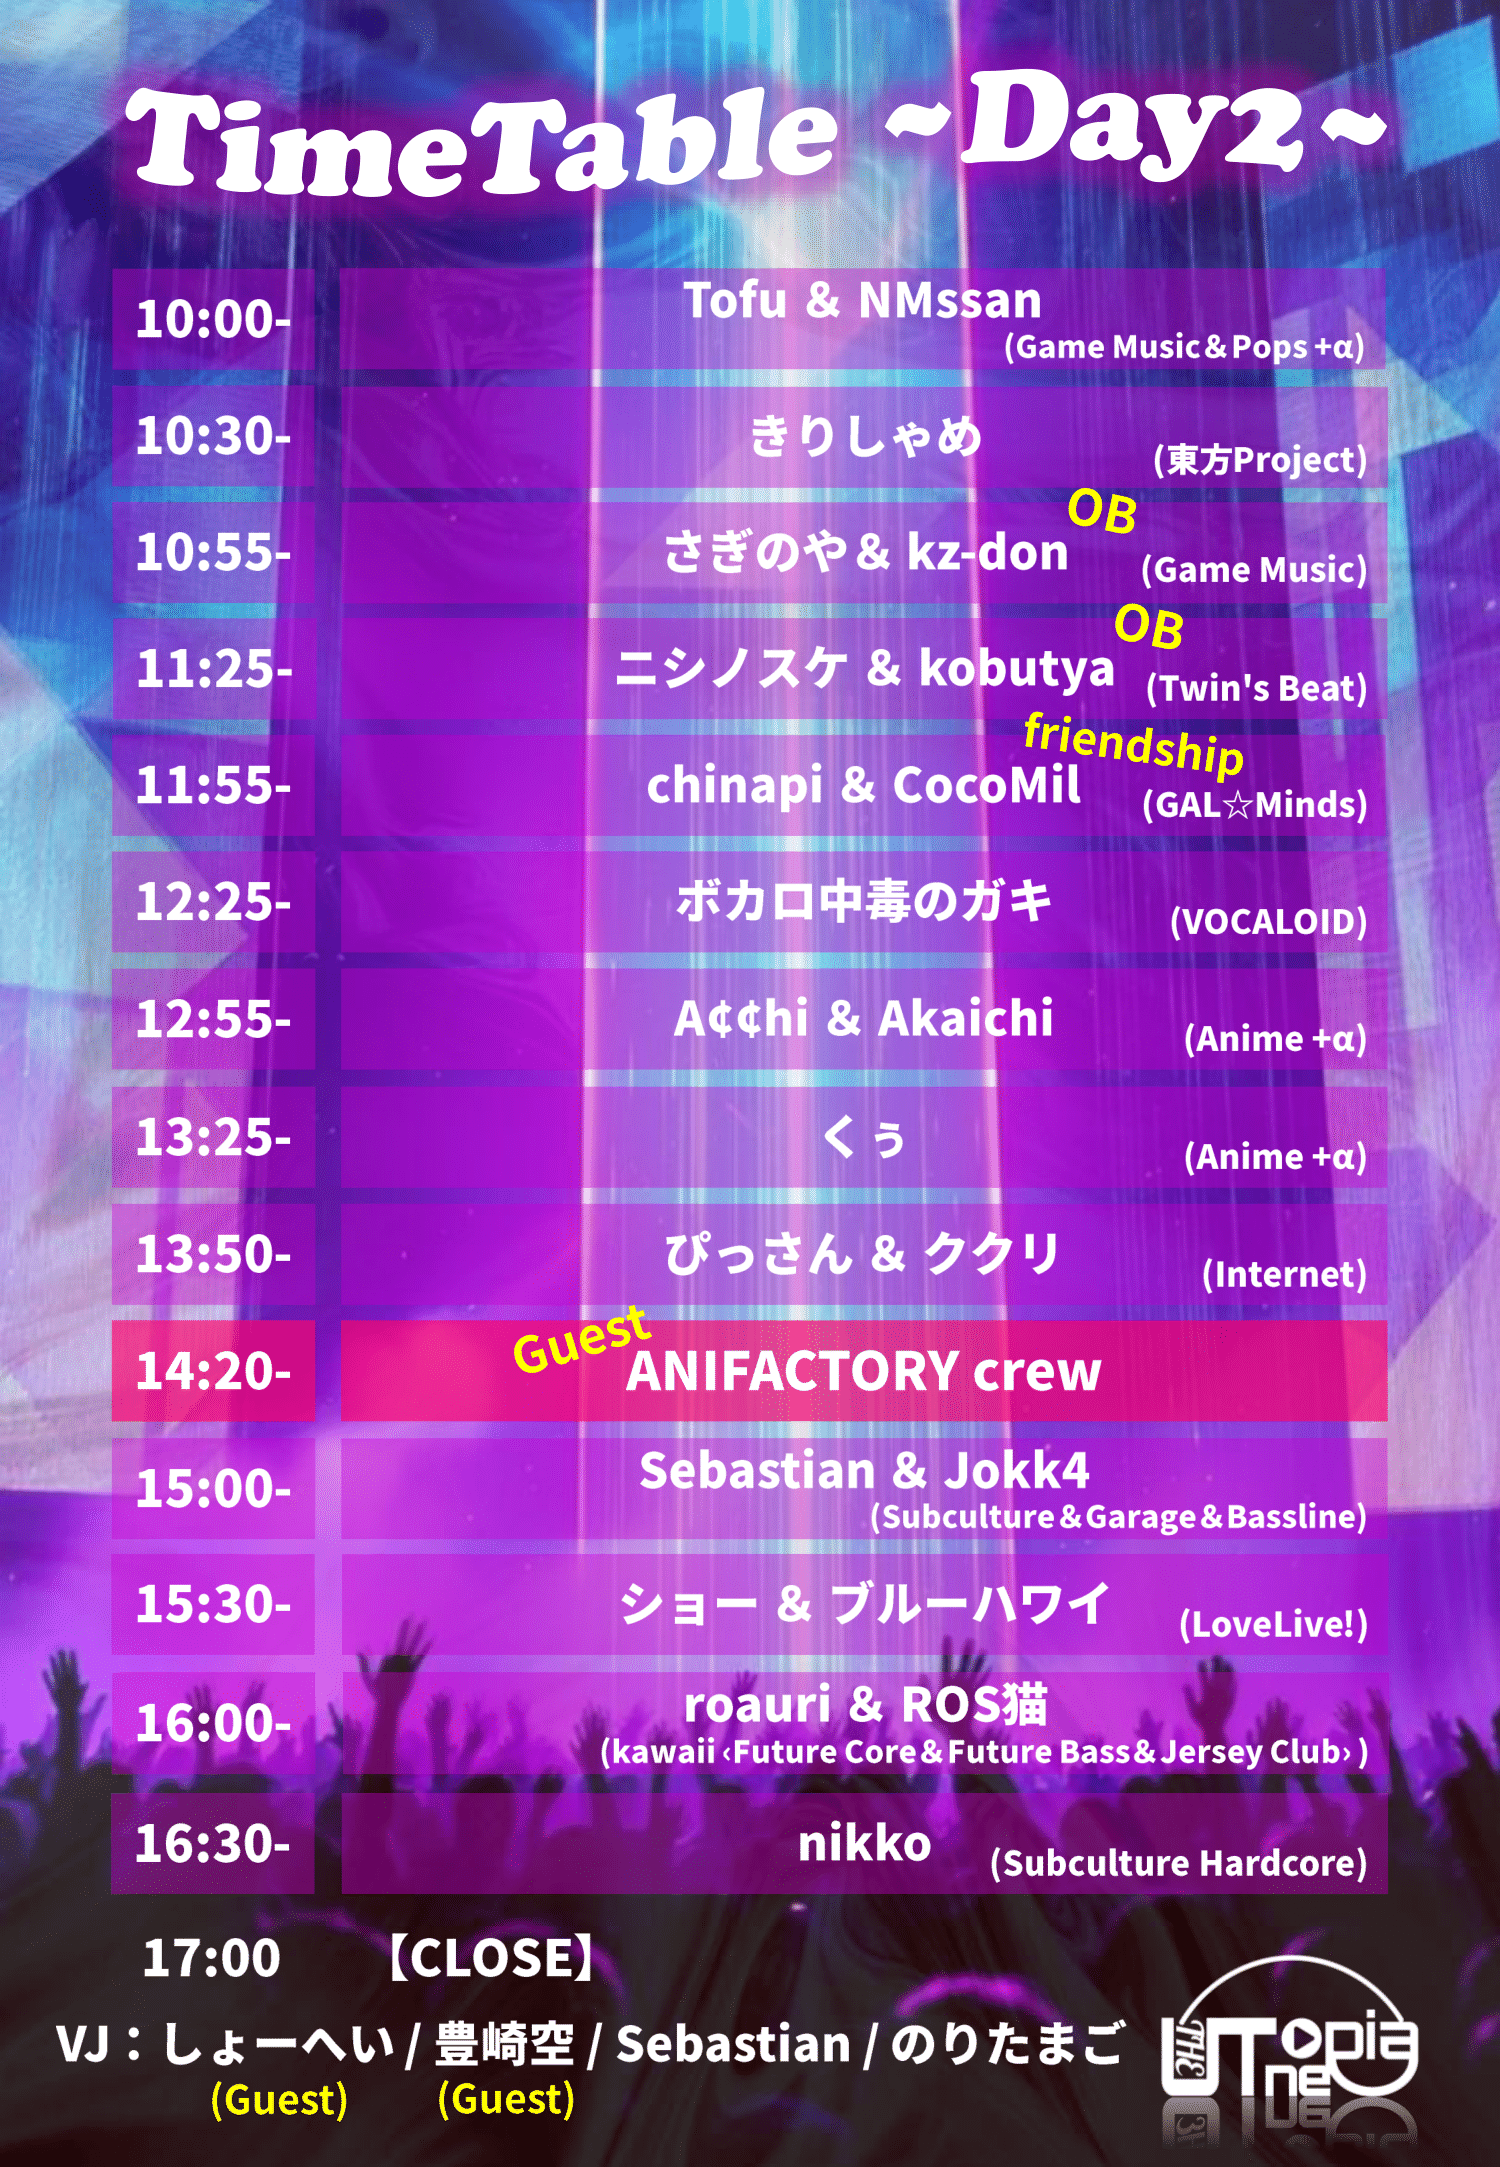 TimeTable ~Day2~
10:00-
Tofu & NMssan
(Game Music&Pops +α)
10:30-
きりしゃめ
(東方Project)
10:55-
さぎのや& kz-don
OB
(Game Music)
11:25-
ニシノスケ & kobutya
OB
(Twin's Beat)
11:55-
chinapi & CocoMil
friendship
(GAL☆Minds)
12:25-
ボカロ中毒のガキ
(VOCALOID)
12:55-
A¢¢hi & Akaichi
(Anime +α)
13:25-
くぅ
(Anime +α)
13:50-
ぴっさん & ククリ
(Internet)
14:20-
Guest
ANIFACTORY crew
15:00-
Sebastian & Jokk4
(Subculture&Garage&Bassline)
15:30-
ショー & ブルーハワイ
(LoveLive!)
16:00-
roauri & ROS猫
(kawaii ‹Future Core&Future Bass&Jersey Club› )
16:30-
nikko
(Subculture Hardcore)
17:00 【CLOSE】
VJ：しょーへい / 豊崎空 / Sebastian / のりたまご
(Guest) (Guest)
THE UTopia
Tune